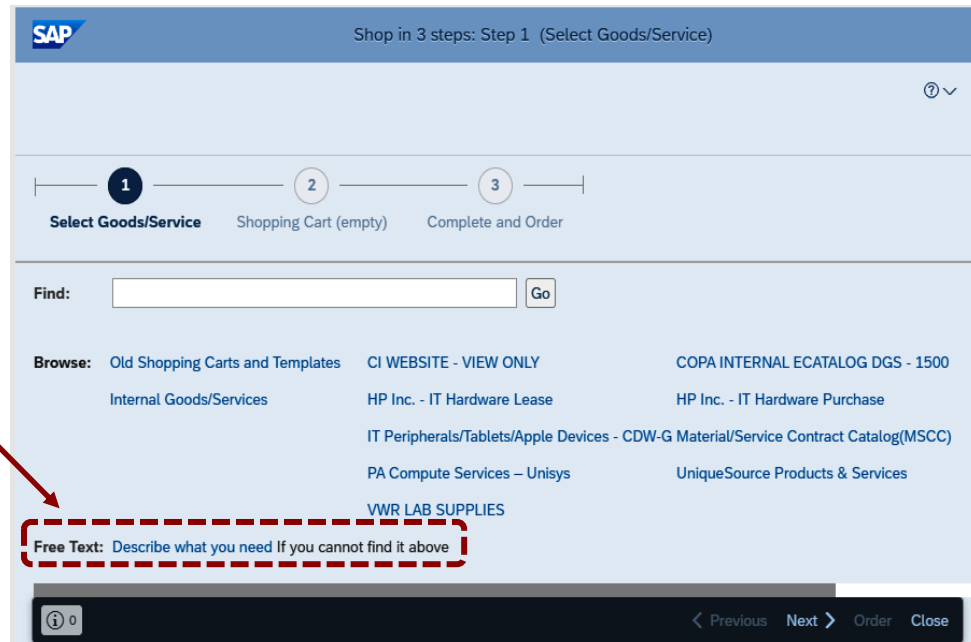 SAP Shop in 3 steps: Step 1 (Select Goods/Service)
?
1 2 3
Select Goods/Service Shopping Cart (empty) Complete and Order
Find: Go
Browse: Old Shopping Carts and Templates CI WEBSITE - VIEW ONLY COPA INTERNAL ECATALOG DGS - 1500
Internal Goods/Services HP Inc. - IT Hardware Lease HP Inc. - IT Hardware Purchase
IT Peripherals/Tablets/Apple Devices - CDW-G Material/Service Contract Catalog(MSCC)
PA Compute Services – Unisys UniqueSource Products & Services
VWR LAB SUPPLIES
Free Text: Describe what you need If you cannot find it above
i 0 Previous Next Order Close